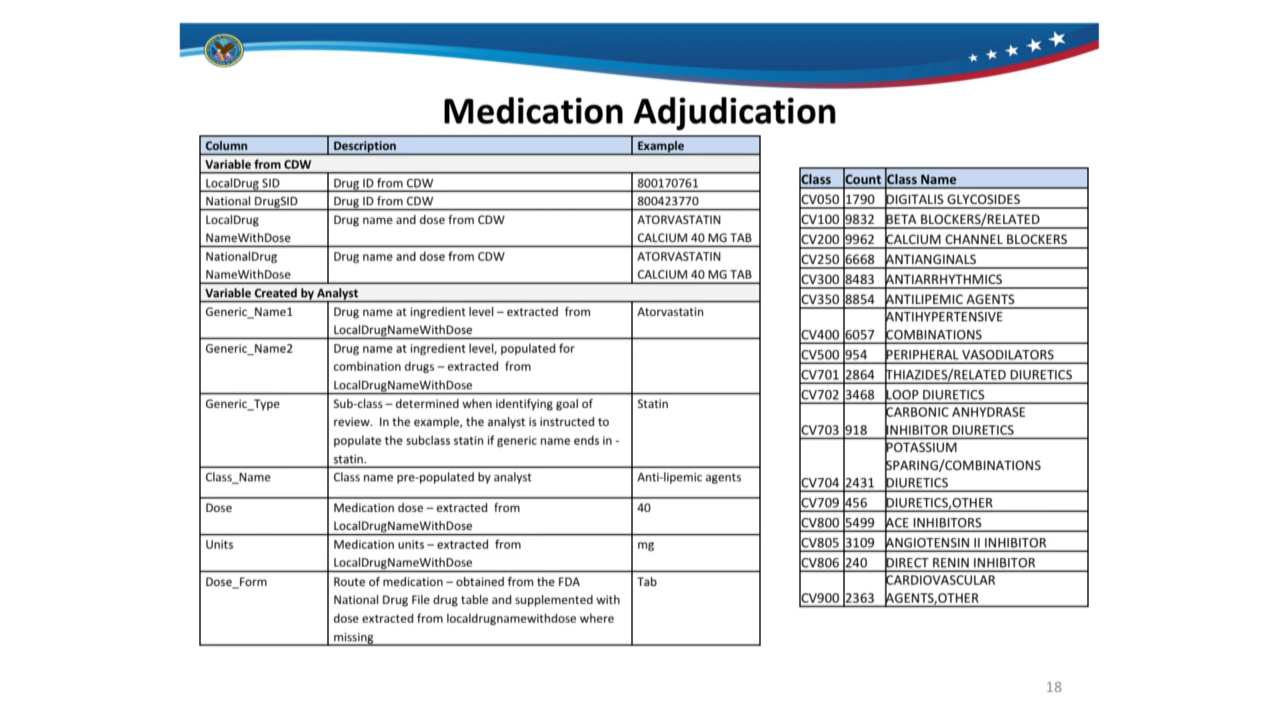 Medication Adjudication
Column Description Example
Variable from CDW
LocalDrug SID Drug ID from CDW 800170761
National DrugSID Drug ID from CDW 800423770
LocalDrug Drug name and dose from CDW ATORVASTATIN
NameWithDose CALCIUM 40 MG TAB
NationalDrug Drug name and dose from CDW ATORVASTATIN
NameWithDose CALCIUM 40 MG TAB
Variable Created by Analyst
Generic_Name1 Drug name at ingredient level – extracted from Atorvastatin
LocalDrugNameWithDose
Generic_Name2 Drug name at ingredient level, populated for
combination drugs – extracted from
LocalDrugNameWithDose
Generic_Type Sub-class – determined when identifying goal of Statin
review. In the example, the analyst is instructed to
populate the subclass statin if generic name ends in -
statin.
Class_Name Class name pre-populated by analyst Anti-lipemic agents
Dose Medication dose – extracted from 40
LocalDrugNameWithDose
Units Medication units – extracted from mg
LocalDrugNameWithDose
Dose_Form Route of medication – obtained from the FDA Tab
National Drug File drug table and supplemented with
dose extracted from localdrugnamewithdose where
missing
Class Count Class Name
CV050 1790 DIGITALIS GLYCOSIDES
CV100 9832 BETA BLOCKERS/RELATED
CV200 9962 CALCIUM CHANNEL BLOCKERS
CV250 6668 ANTIANGINALS
CV300 8483 ANTIARRHYTHMICS
CV350 8854 ANTILIPEMIC AGENTS
ANTIHYPERTENSIVE
CV400 6057 COMBINATIONS
CV500 954 PERIPHERAL VASODILATORS
CV701 2864 THIAZIDES/RELATED DIURETICS
CV702 3468 LOOP DIURETICS
CARBONIC ANHYDRASE
CV703 918 INHIBITOR DIURETICS
POTASSIUM
SPARING/COMBINATIONS
CV704 2431 DIURETICS
CV709 456 DIURETICS,OTHER
CV800 5499 ACE INHIBITORS
CV805 3109 ANGIOTENSIN II INHIBITOR
CV806 240 DIRECT RENIN INHIBITOR
CARDIOVASCULAR
CV900 2363 AGENTS,OTHER
18